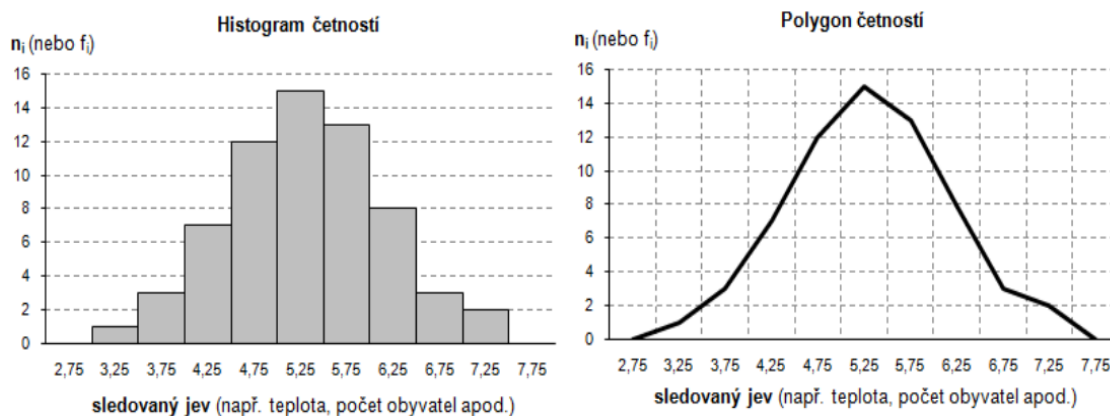 Histogram četností
n i (nebo f i)
16
14
12
10
8
6
4
2
0
2,75 3,25 3,75 4,25 4,75 5,25 5,75 6,25 6,75 7,25 7,75
sledovaný jev (např. teplota, počet obyvatel apod.)
Polygon četností
n i (nebo f i)
16
14
12
10
8
6
4
2
0
2,75 3,25 3,75 4,25 4,75 5,25 5,75 6,25 6,75 7,25 7,75
sledovaný jev (např. teplota, počet obyvatel apod.)